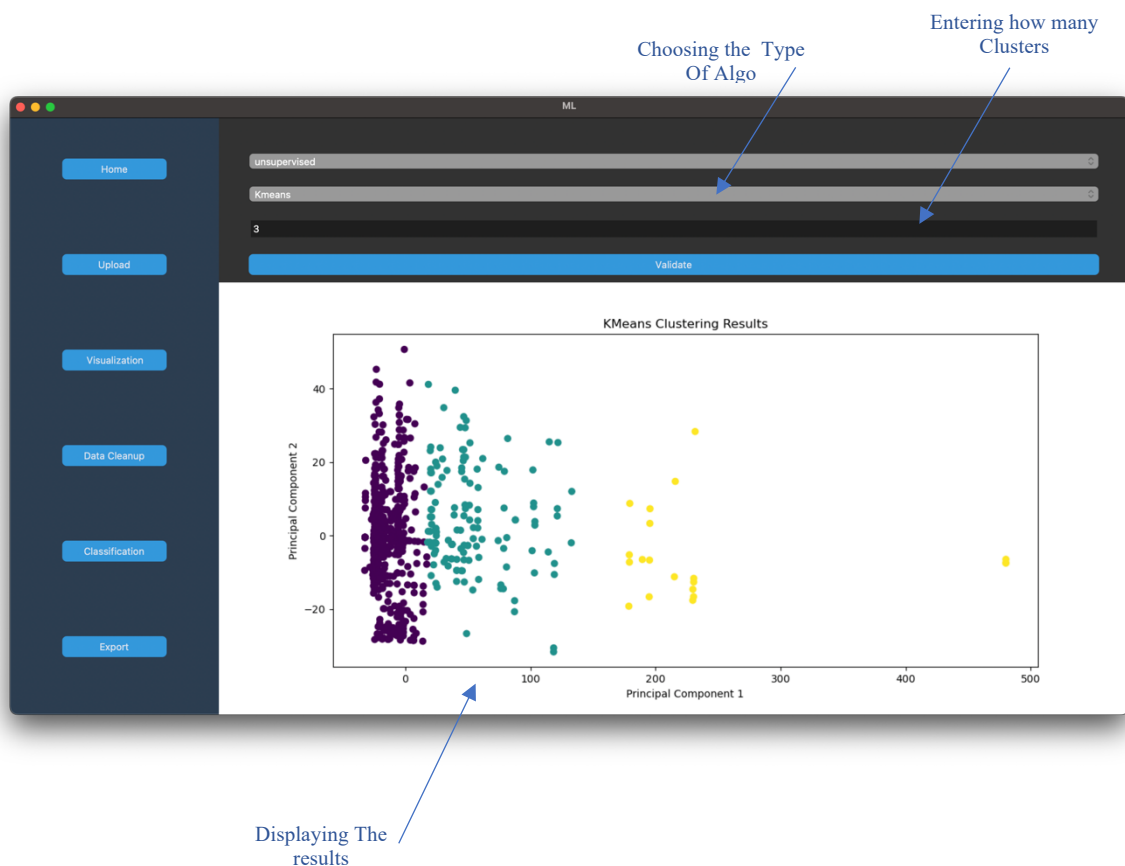 Entering how many
Clusters
Choosing the Type
Of Algo
ML
Home
Upload
Visualization
Data Cleanup
Classification
Export
unsupervised
Kmeans
3
Validate
KMeans Clustering Results
Principal Component 2
40
20
0
−20
0
100
200
300
400
500
Principal Component 1
Displaying The
results